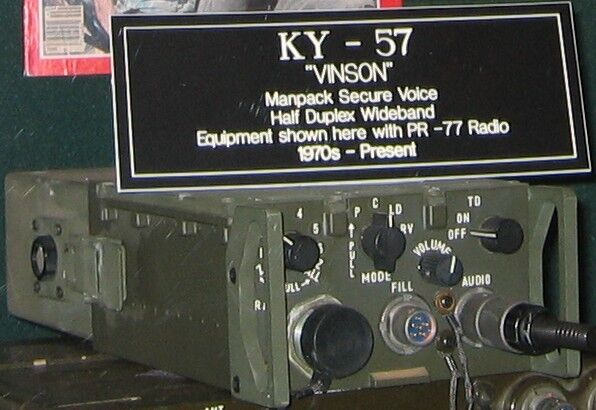 KY - 57
"VINSON"
Manpack Secure Voice
Half Duplex Wideband
Equipment shown here with PR -77 Radio
1970s - Present
4
5
P
C
LD
RV
PULL
MODE
TD
ON
OFF
VOLUME
FILL
AUDIO